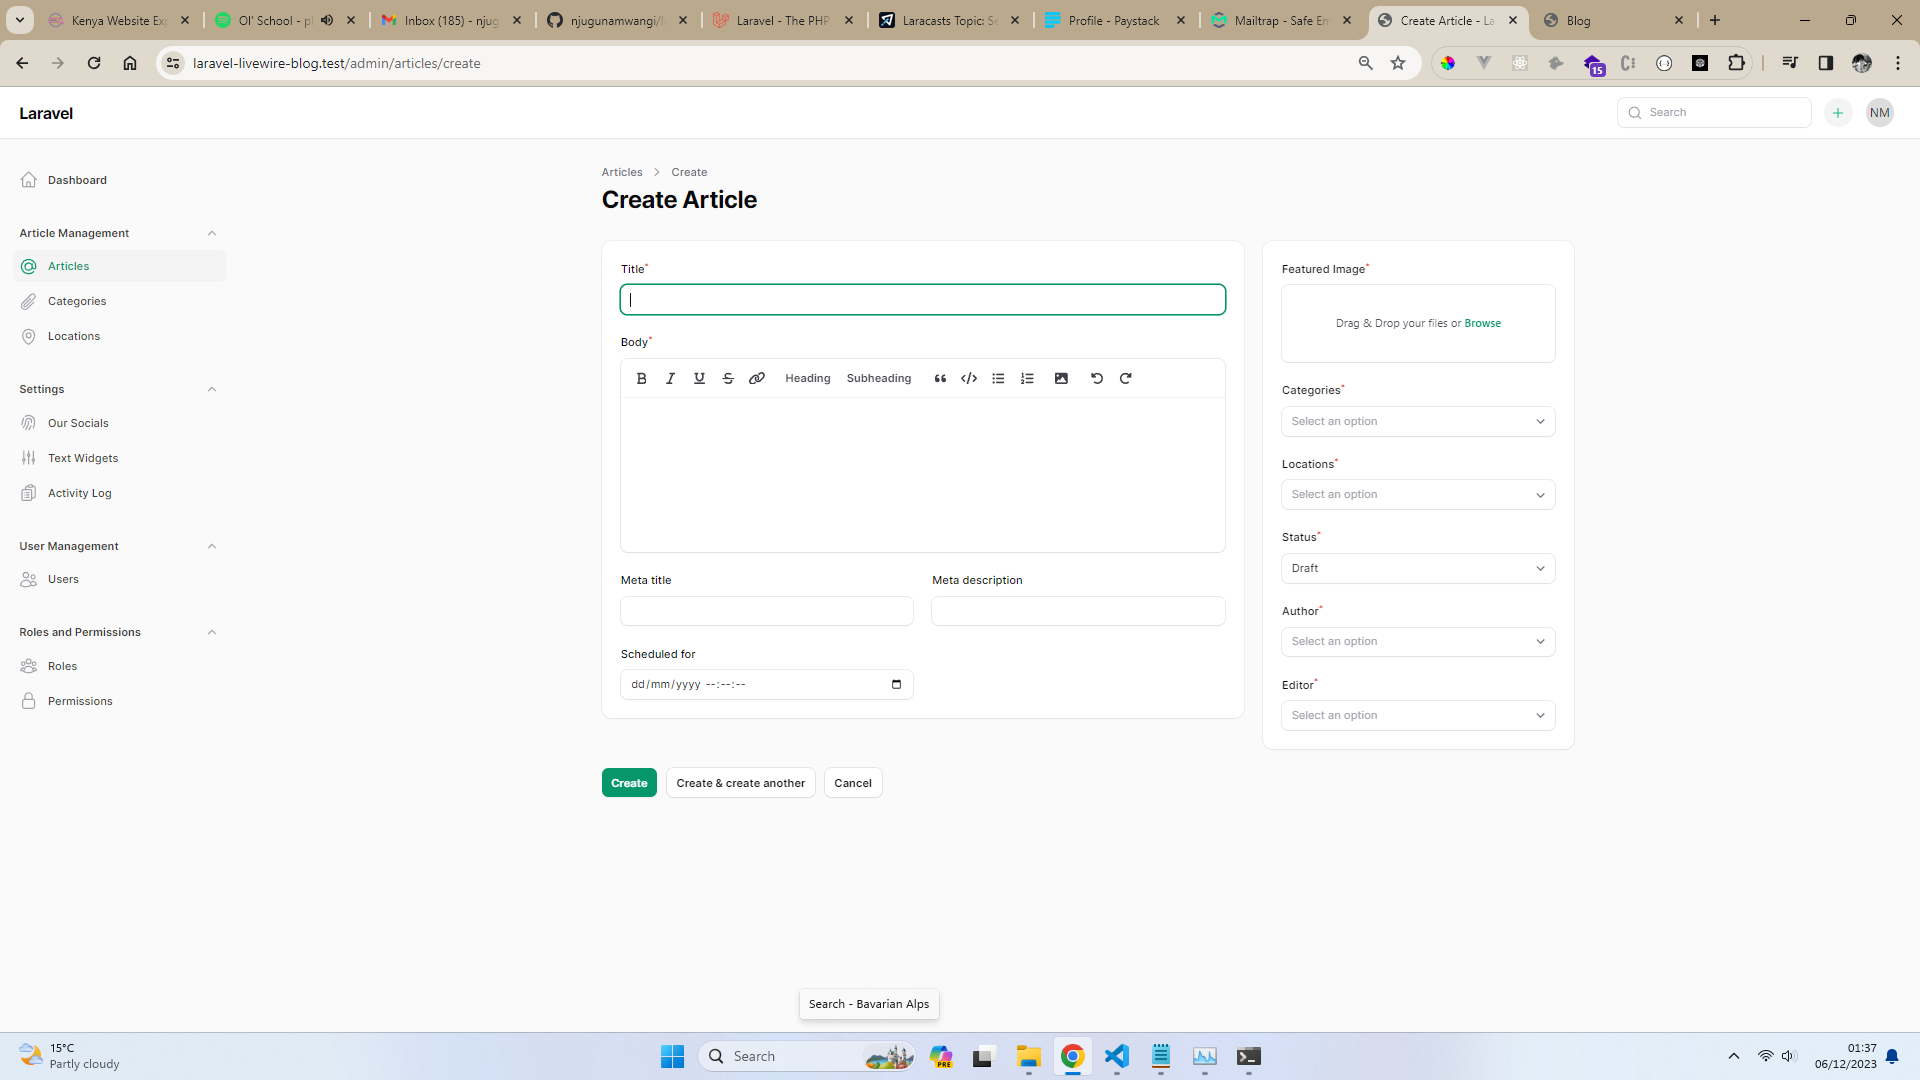 Kenya Website Ex
Ol' School - pl
Inbox (185) - njug
njugunamwangi/l
Laravel - The PHP
Laracasts Topic: Se
Profile - Paystack
Mailtrap - Safe Em
Create Article - La
Blog
laravel-livewire-blog.test/admin/articles/create
15
Laravel
Search
NM
Dashboard
Article Management
Articles
Categories
Locations
Settings
Our Socials
Text Widgets
Activity Log
User Management
Users
Roles and Permissions
Roles
Permissions
Articles > Create
Create Article
Title*
Body*
B I U S Heading Subheading
Meta title
Meta description
Scheduled for
dd/mm/yyyy --:--:--
Featured Image*
Drag & Drop your files or Browse
Categories*
Select an option
Locations*
Select an option
Status*
Draft
Author*
Select an option
Editor*
Select an option
Create
Create & create another
Cancel
Search - Bavarian Alps
15°C
Partly cloudy
Search
PRE
01:37
06/12/2023